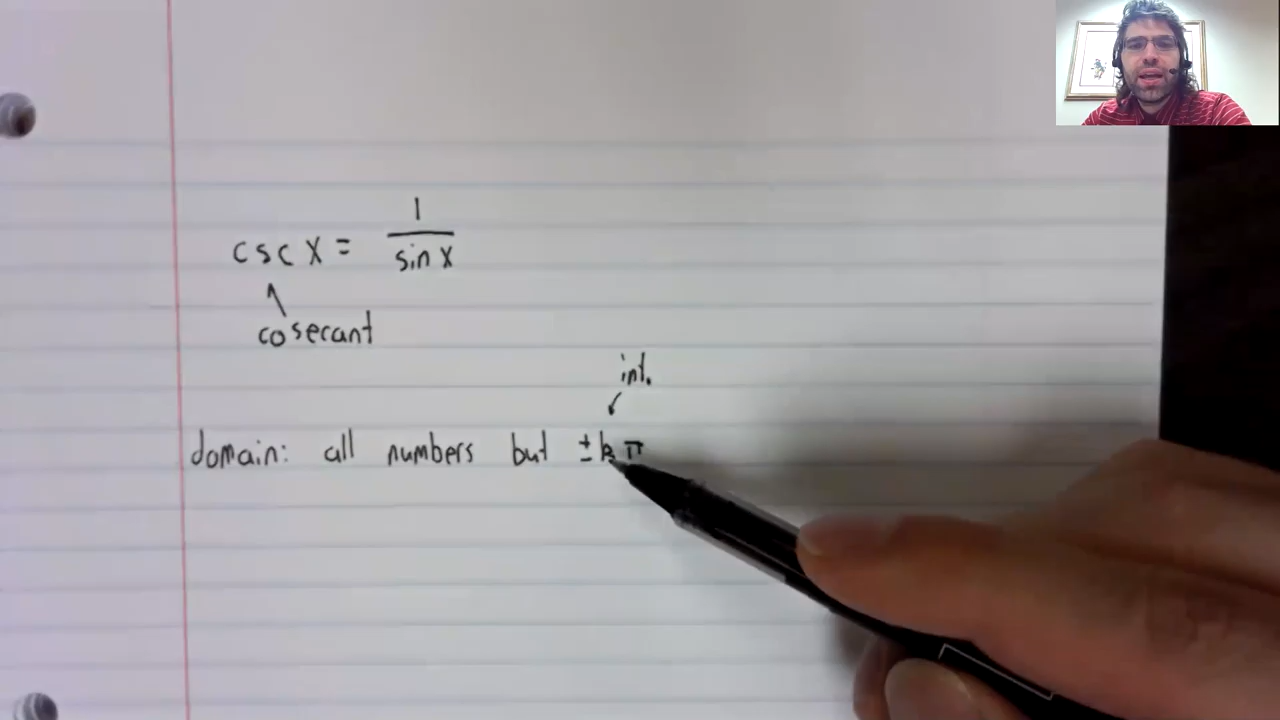 csc x = 1/sin x
cosecant
int.
domain: all numbers but ±kπ